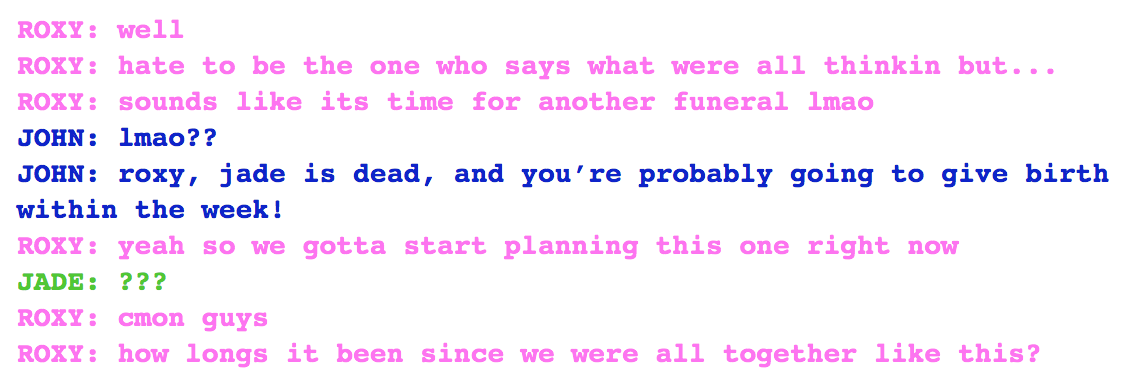 ROXY: well
ROXY: hate to be the one who says what were all thinkin but...
ROXY: sounds like its time for another funeral lmao
JOHN: lmao??
JOHN: roxy, jade is dead, and you’re probably going to give birth
within the week!
ROXY: yeah so we gotta start planning this one right now
JADE: ???
ROXY: cmon guys
ROXY: how longs it been since we were all together like this?